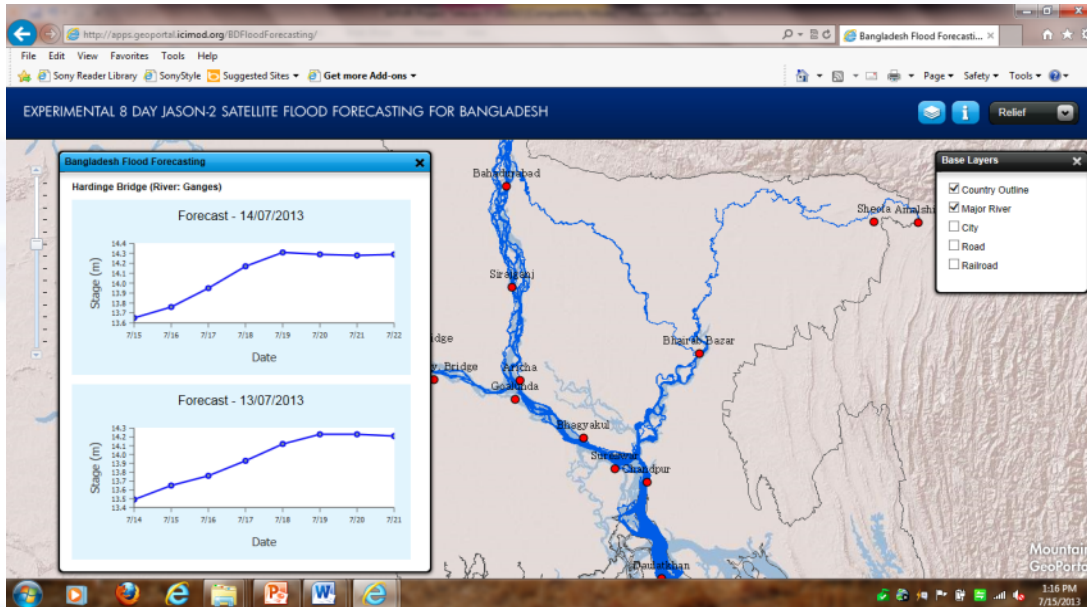 http://apps.geoportal.icimod.org/BDFloodForecasting/
Bangladesh Flood Forecasti...
File Edit View Favorites Tools Help
Sony Reader Library SonyStyle Suggested Sites Get more Add-ons
Page Safety Tools
EXPERIMENTAL 8 DAY JASON-2 SATELLITE FLOOD FORECASTING FOR BANGLADESH
Relief
Bangladesh Flood Forecasting
Hardinge Bridge (River: Ganges)
Forecast - 14/07/2013
Stage (m)
14.4
14.3
14.2
14.1
14.0
13.9
13.8
13.7
13.6
7/15 7/16 7/17 7/18 7/19 7/20 7/21 7/22
Date
Forecast - 13/07/2013
Stage (m)
14.3
14.2
14.1
14.0
13.9
13.8
13.7
13.6
13.5
13.4
7/14 7/15 7/16 7/17 7/18 7/19 7/20 7/21
Date
Bahadurabad
Sheola Amalshi
Sirajganj
idge
Bhairab Bazar
Bridge
Aricha
Goalunda
Bhagyakul
Chandpur
Daulatkhan
Base Layers
Country Outline
Major River
City
Road
Railroad
Mountain
GeoPorta
1:16 PM
7/15/2013